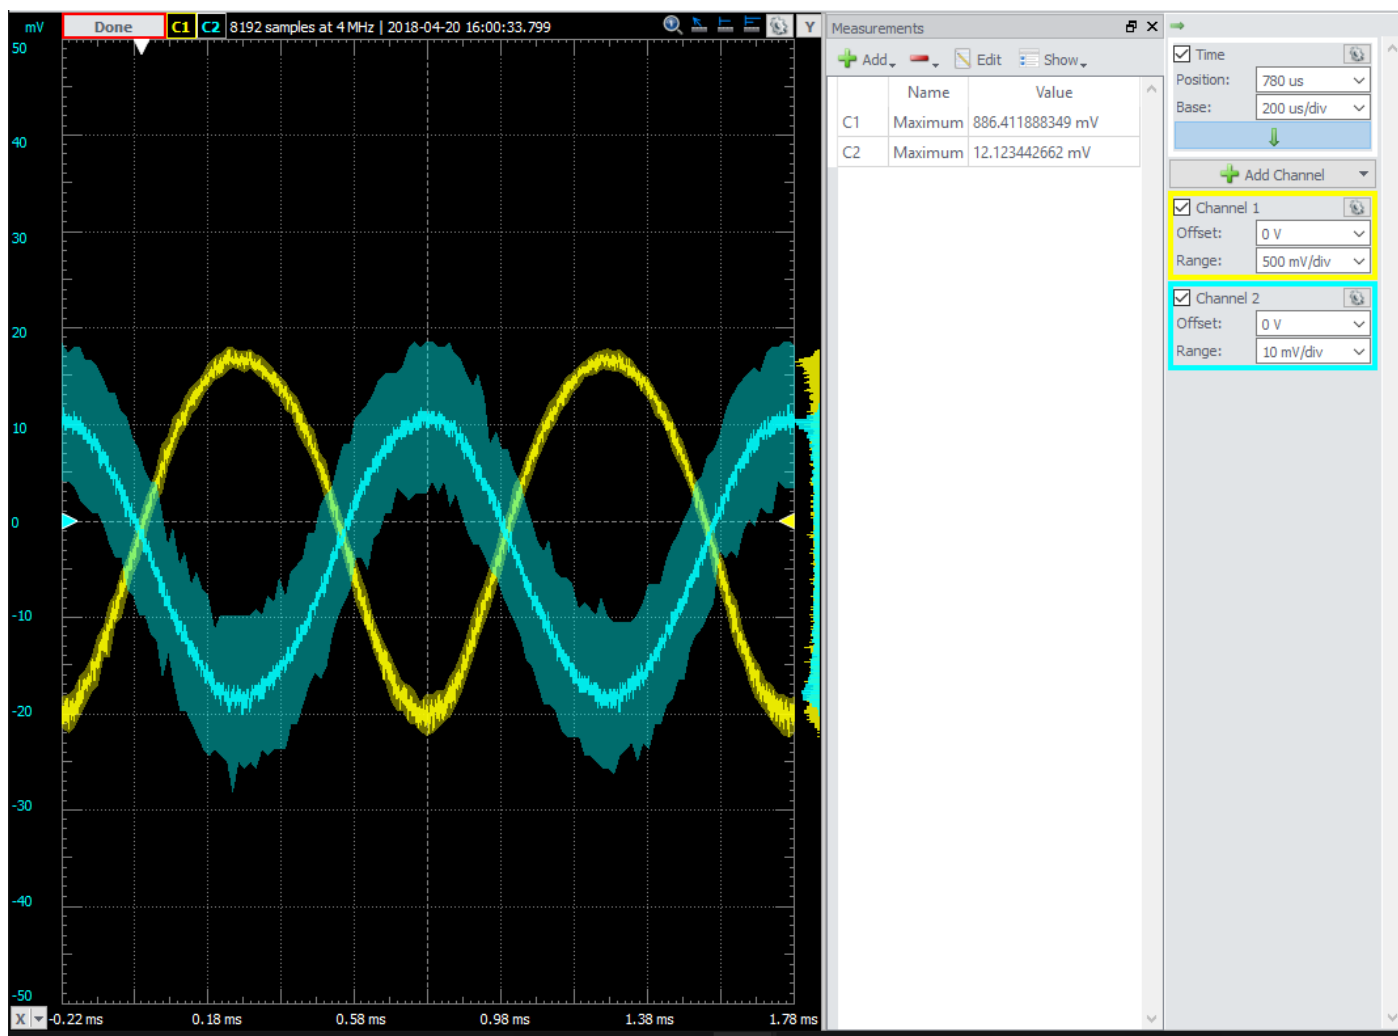 mV Done C1 C2 8192 samples at 4 MHz | 2018-04-20 16:00:33.799 Y
50
40
30
20
10
0
-10
-20
-30
-40
-50
X -0.22 ms 0.18 ms 0.58 ms 0.98 ms 1.38 ms 1.78 ms
Measurements
Add Edit Show
Name Value
C1 Maximum 886.411888349 mV
C2 Maximum 12.123442662 mV
Time
Position: 780 us
Base: 200 us/div
Add Channel
Channel 1
Offset: 0 V
Range: 500 mV/div
Channel 2
Offset: 0 V
Range: 10 mV/div